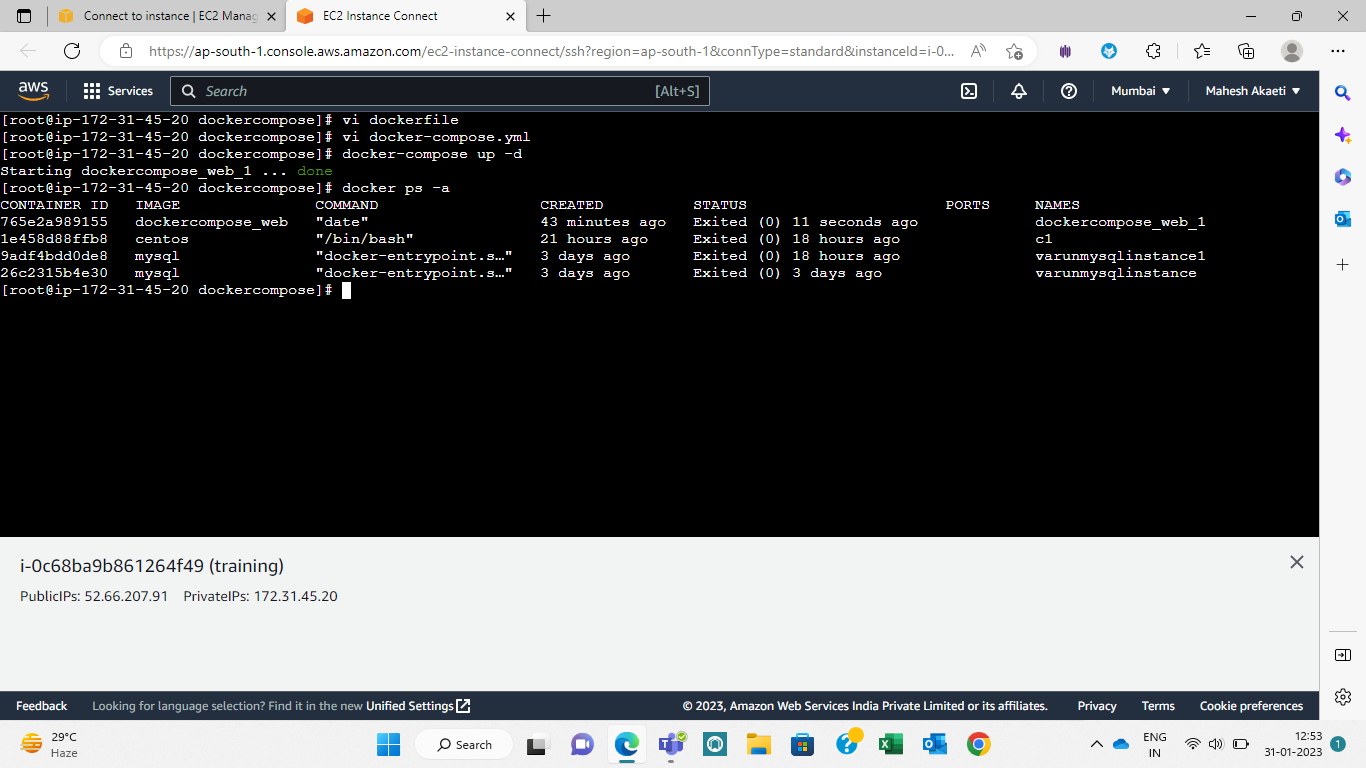 Connect to instance | EC2 Manag
EC2 Instance Connect
https://ap-south-1.console.aws.amazon.com/ec2-instance-connect/ssh?region=ap-south-1&connType=standard&instanceId=i-0...
aws
Services
Search
[Alt+S]
Mumbai
Mahesh Akaeti
[root@ip-172-31-45-20 dockercompose]# vi dockerfile
[root@ip-172-31-45-20 dockercompose]# vi docker-compose.yml
[root@ip-172-31-45-20 dockercompose]# docker-compose up -d
Starting dockercompose_web_1 ... done
[root@ip-172-31-45-20 dockercompose]# docker ps -a
CONTAINER ID IMAGE COMMAND CREATED STATUS PORTS NAMES
765e2a989155 dockercompose_web "date" 43 minutes ago Exited (0) 11 seconds ago dockercompose_web_1
1e458d88ffb8 centos "/bin/bash" 21 hours ago Exited (0) 18 hours ago c1
9adf4bdd0de8 mysql "docker-entrypoint.s…" 3 days ago Exited (0) 18 hours ago varunmysqlinstance1
26c2315b4e30 mysql "docker-entrypoint.s…" 3 days ago Exited (0) 3 days ago varunmysqlinstance
[root@ip-172-31-45-20 dockercompose]#
i-0c68ba9b861264f49 (training)
PublicIPs: 52.66.207.91 PrivateIPs: 172.31.45.20
Feedback
Looking for language selection? Find it in the new Unified Settings
© 2023, Amazon Web Services India Private Limited or its affiliates.
Privacy
Terms
Cookie preferences
29°C
Haze
Search
ENG
IN
12:53
31-01-2023
1